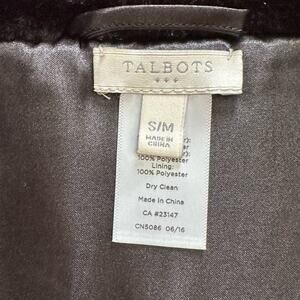 TALBOTS
S/M
MADE IN
CHINA
r):
100% Polyester
Lining:
100% Polyester
Dry Clean
Made In China
CA #23147
CN5086 06/16